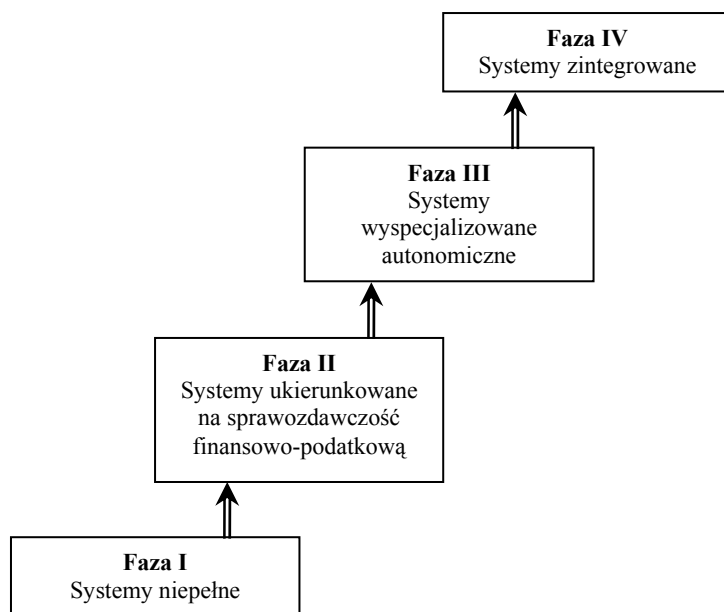 Faza IV
Systemy zintegrowane
Faza III
Systemy
wyspecjalizowane
autonomiczne
Faza II
Systemy ukierunkowane
na sprawozdawczość
finansowo-podatkową
Faza I
Systemy niepełne